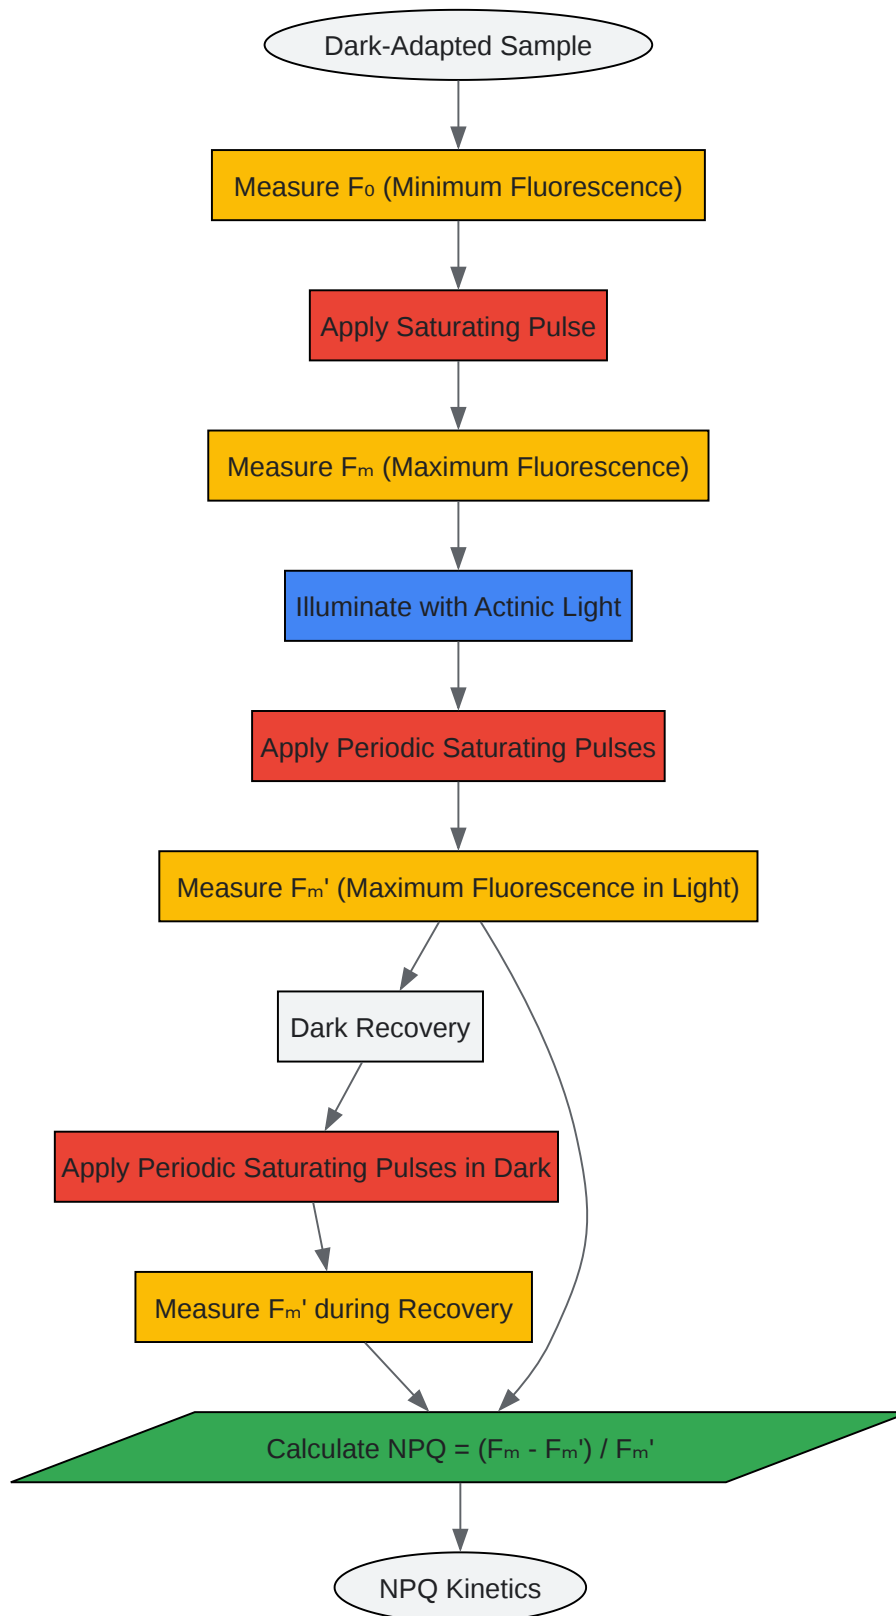 Dark-Adapted Sample
Measure F₀ (Minimum Fluorescence)
Apply Saturating Pulse
Measure Fₘ (Maximum Fluorescence)
Illuminate with Actinic Light
Apply Periodic Saturating Pulses
Measure Fₘ' (Maximum Fluorescence in Light)
Dark Recovery
Apply Periodic Saturating Pulses in Dark
Measure Fₘ' during Recovery
Calculate NPQ = (Fₘ - Fₘ') / Fₘ'
NPQ Kinetics